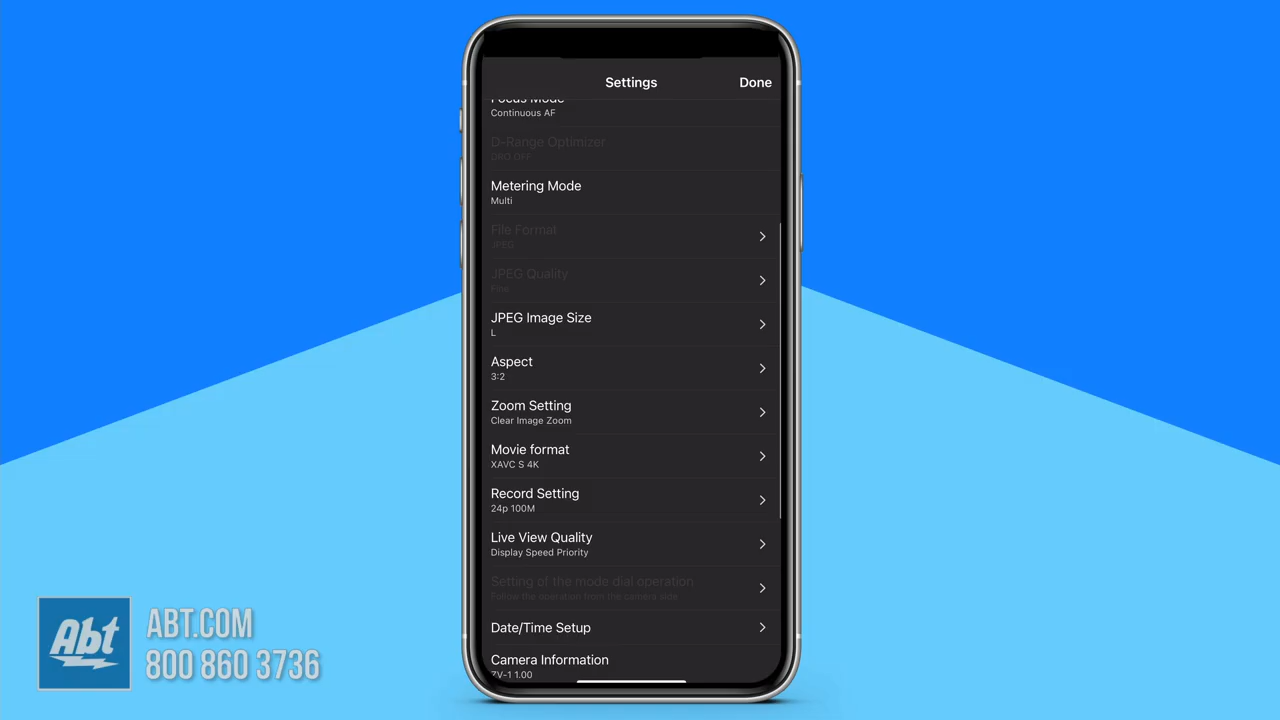 Settings
Done
Focus Mode
Continuous AF
D-Range Optimizer
DRO OFF
Metering Mode
Multi
File Format
JPEG
JPEG Quality
Fine
JPEG Image Size
L
Aspect
3:2
Zoom Setting
Clear Image Zoom
Movie format
XAVC S 4K
Record Setting
24p 100M
Live View Quality
Display Speed Priority
Setting of the mode dial operation
Follow the operation from the camera side
Date/Time Setup
Camera Information
ZV-1 1.00
Abt
ABT.COM
800 860 3736